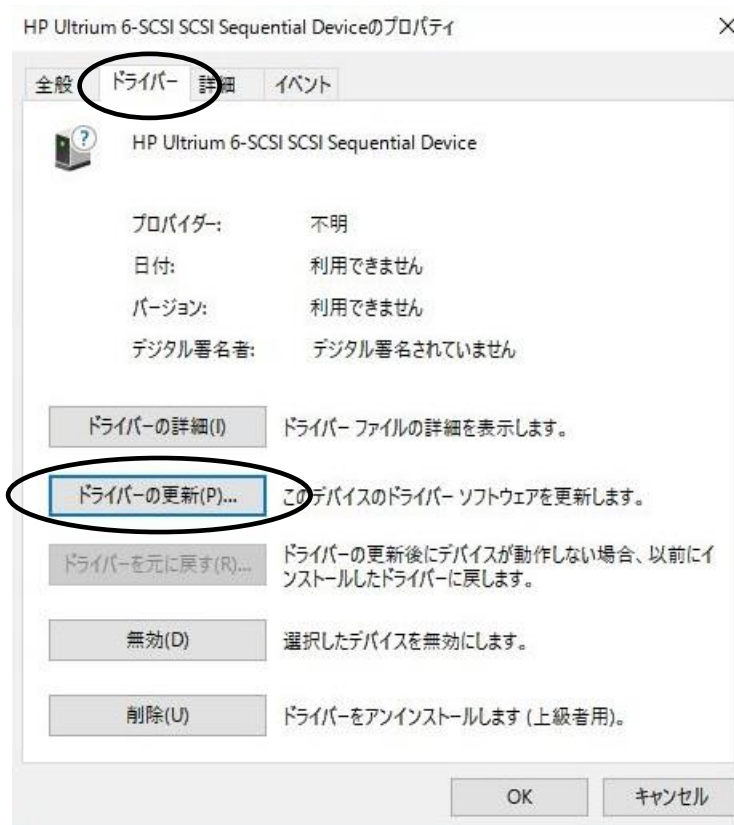 HP Ultrium 6-SCSI SCSI Sequential Deviceのプロパティ
全般 ドライバー 詳細 イベント
HP Ultrium 6-SCSI SCSI Sequential Device
プロバイダー: 不明
日付: 利用できません
バージョン: 利用できません
デジタル署名者: デジタル署名されていません
ドライバーの詳細(I) ドライバー ファイルの詳細を表示します。
ドライバーの更新(P)... このデバイスのドライバー ソフトウェアを更新します。
ドライバーを元に戻す(R)... ドライバーの更新後にデバイスが動作しない場合、以前にイ
ンストールしたドライバーに戻します。
無効(D) 選択したデバイスを無効にします。
削除(U) ドライバーをアンインストールします (上級者用)。
OK キャンセル